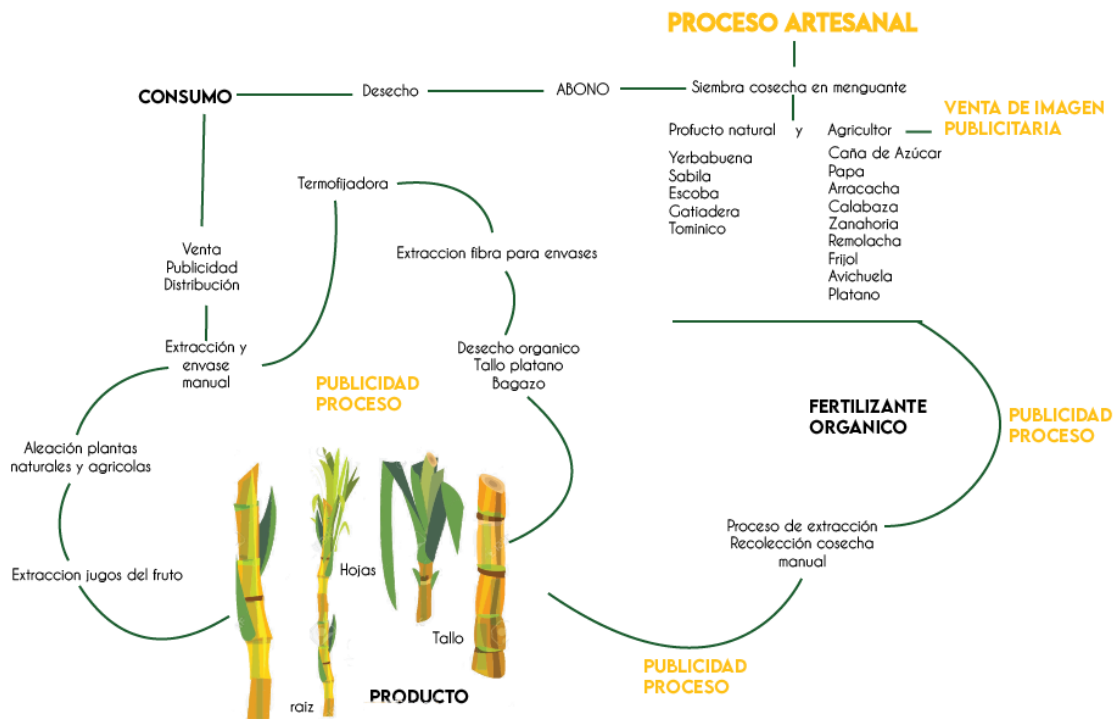 PROCESO ARTESANAL
CONSUMO
Desecho
ABONO
Siembra cosecha en menguante
VENTA DE IMAGEN
PUBLICITARIA
Profucto natural y Agricultor
Yerbabuena
Sabila
Escoba
Gatiadera
Tominico
Caña de Azúcar
Papa
Arracacha
Calabaza
Zanahoria
Remolacha
Frijol
Avichuela
Platano
Termofijadora
Extraccion fibra para envases
Venta
Publicidad
Distribución
Extracción y
envase
manual
Desecho organico
Tallo platano
Bagazo
PUBLICIDAD
PROCESO
FERTILIZANTE
ORGANICO
PUBLICIDAD
PROCESO
Aleación plantas
naturales y agricolas
Proceso de extracción
Recolección cosecha
manual
Extraccion jugos del fruto
Hojas
Tallo
raíz
PRODUCTO
PUBLICIDAD
PROCESO